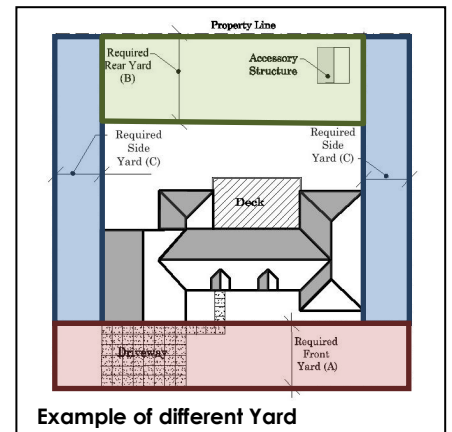 Property Line
Required
Rear Yard
(B)
Accessory
Structure
Required
Side
Yard (C)
Required
Side
Yard (C)
Deck
Driveway
Required
Front
Yard (A)
Example of different Yard